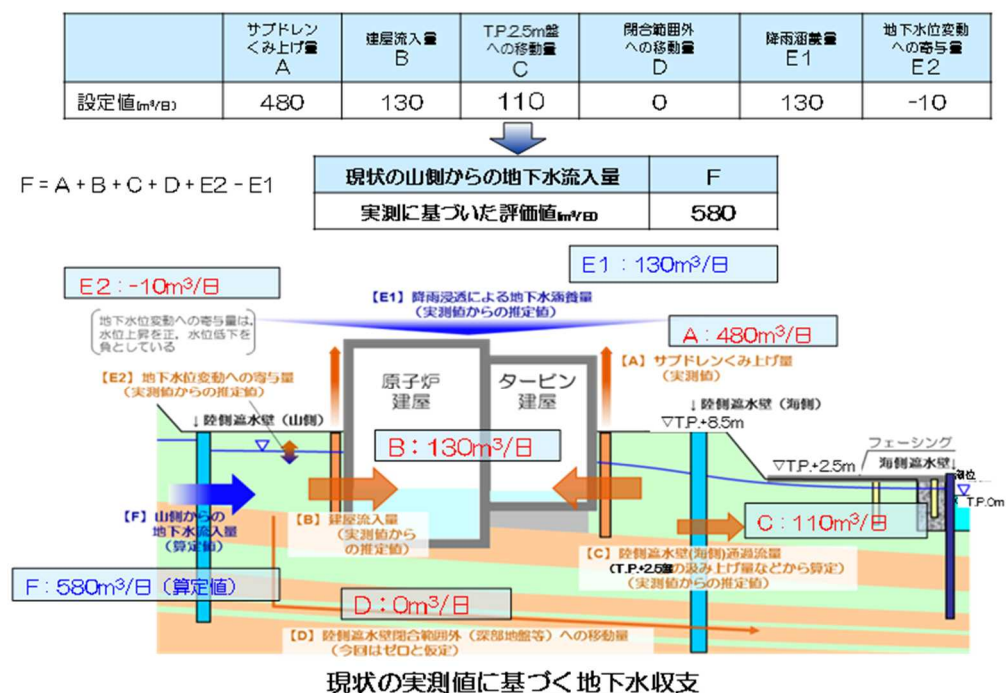 サブドレン
くみ上げ量
A
建屋流入量
B
T.P.2.5m盤
への移動量
C
閉合範囲外
への移動量
D
降雨涵養量
E1
地下水位変動
への寄与量
E2
設定値(m³/日) 480 130 110 0 130 -10
F=A+B+C+D+E2-E1
現状の山側からの地下水流入量 F
実測に基づいた評価値(m³/日) 580
E1:130m³/日
E2:-10m³/日
【E1】降雨浸透による地下水涵養量
(実測値からの推定値)
地下水位変動への寄与量は、
水位上昇を正、水位低下を
負としている
A:480m³/日
【A】サブドレンくみ上げ量
(実測値)
【E2】地下水位変動への寄与量
(実測値からの推定値)
原子炉
建屋
タービン
建屋
↓陸側遮水壁(山側)
↓陸側遮水壁(海側)
▽T.P.+8.5m
B:130m³/日
フェーシング
海側遮水壁↓
潮位
▽T.P.+2.5m
T.P.0m
【F】山側からの
地下水流入量
(算定値)
【B】建屋流入量
(実測値から
の推定値)
C:110m³/日
【C】陸側遮水壁(海側)通過流量
(T.P.+2.5盤の汲み上げ量などから算定)
(実測値からの推定値)
F:580m³/日(算定値)
D:0m³/日
【D】陸側遮水壁閉合範囲外(深部地盤等)への移動量
(今回はゼロと仮定)
現状の実測値に基づく地下水収支